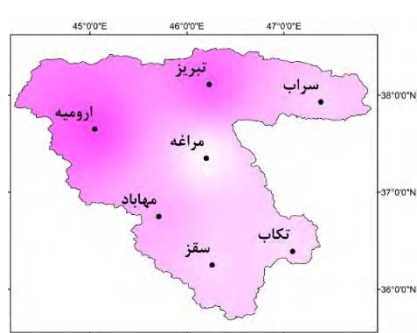 45°0'0"E 46°0'0"E 47°0'0"E
تبریز
سراب
38°0'0"N
ارومیه
مراغه
37°0'0"N
مهاباد
تکاب
سقز
36°0'0"N